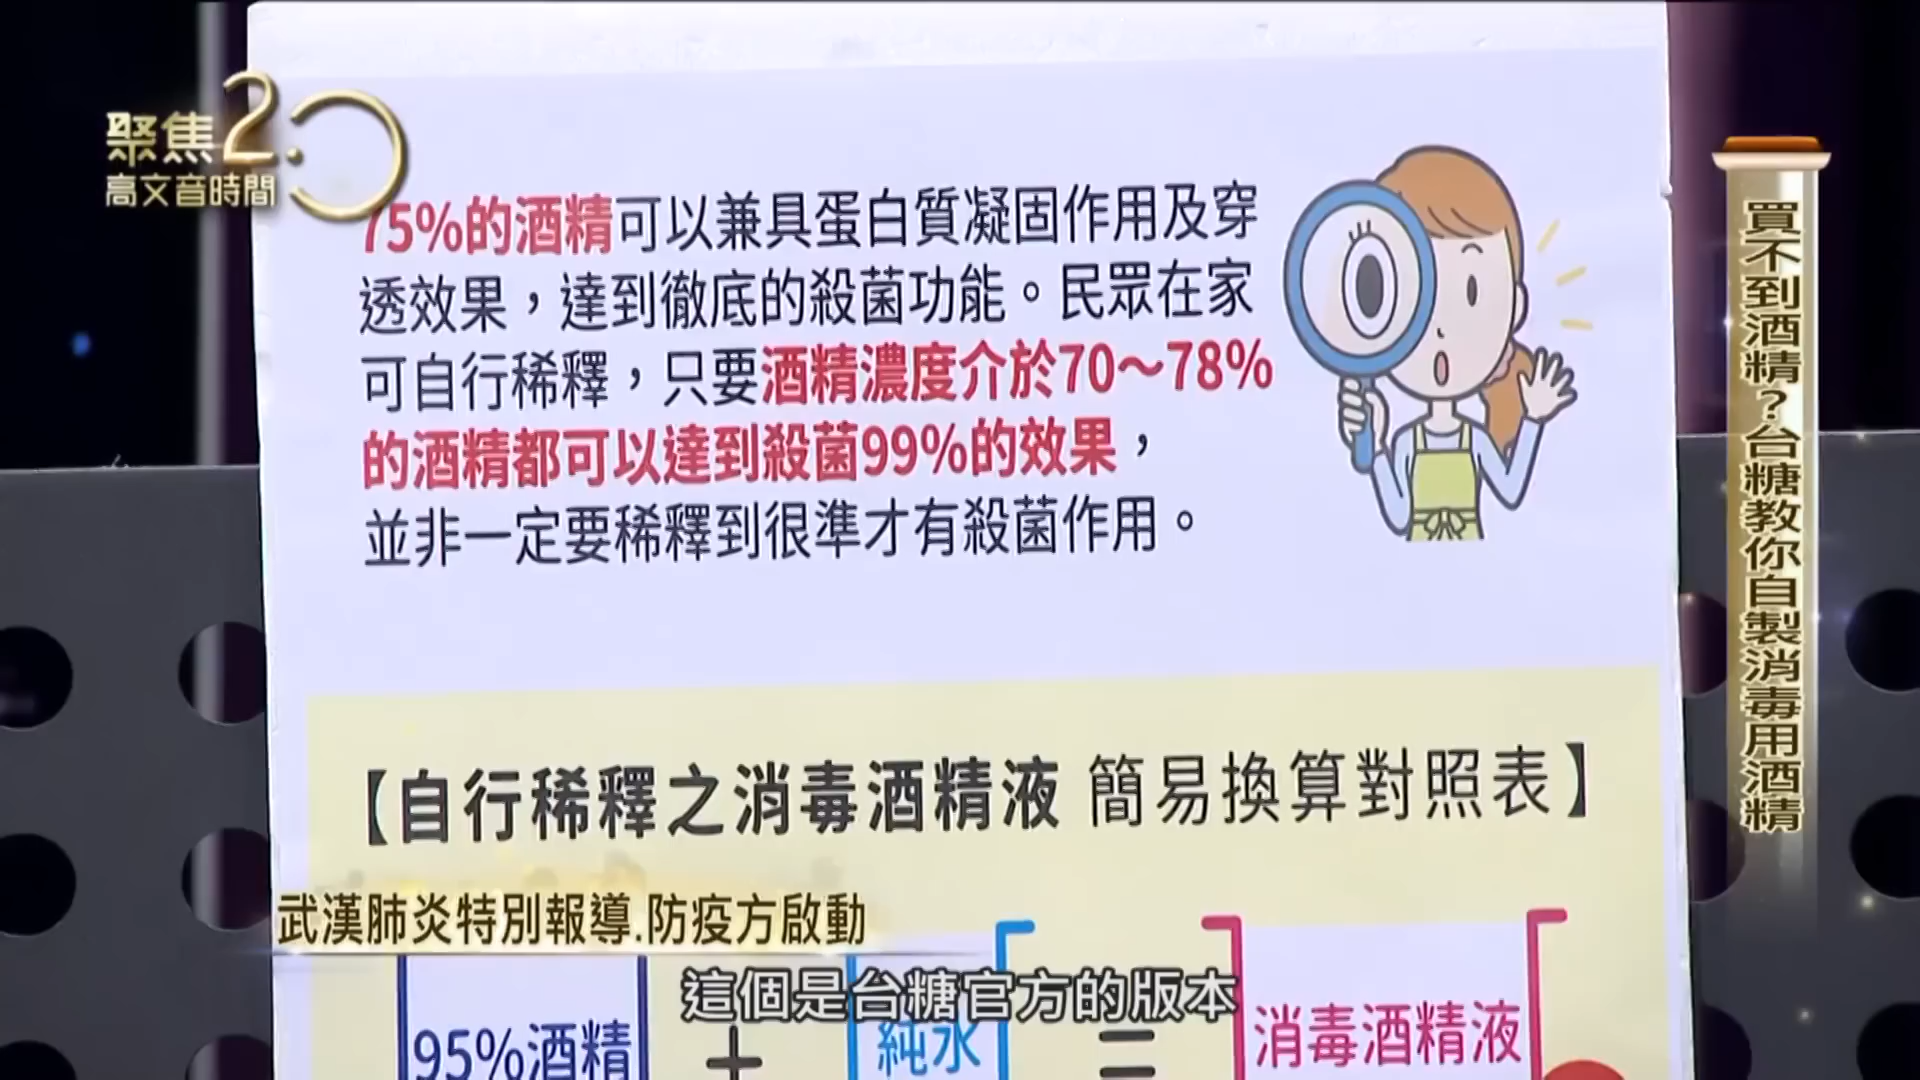 聚焦2.0
高文音時間
75%的酒精可以兼具蛋白質凝固作用及穿
透效果，達到徹底的殺菌功能。民眾在家
可自行稀釋，只要酒精濃度介於70～78%
的酒精都可以達到殺菌99%的效果，
並非一定要稀釋到很準才有殺菌作用。
【自行稀釋之消毒酒精液 簡易換算對照表】
95%酒精 + 純水 = 消毒酒精液
武漢肺炎特別報導.防疫方啟動
這個是台糖官方的版本
買不到酒精？台糖教你自製消毒用酒精